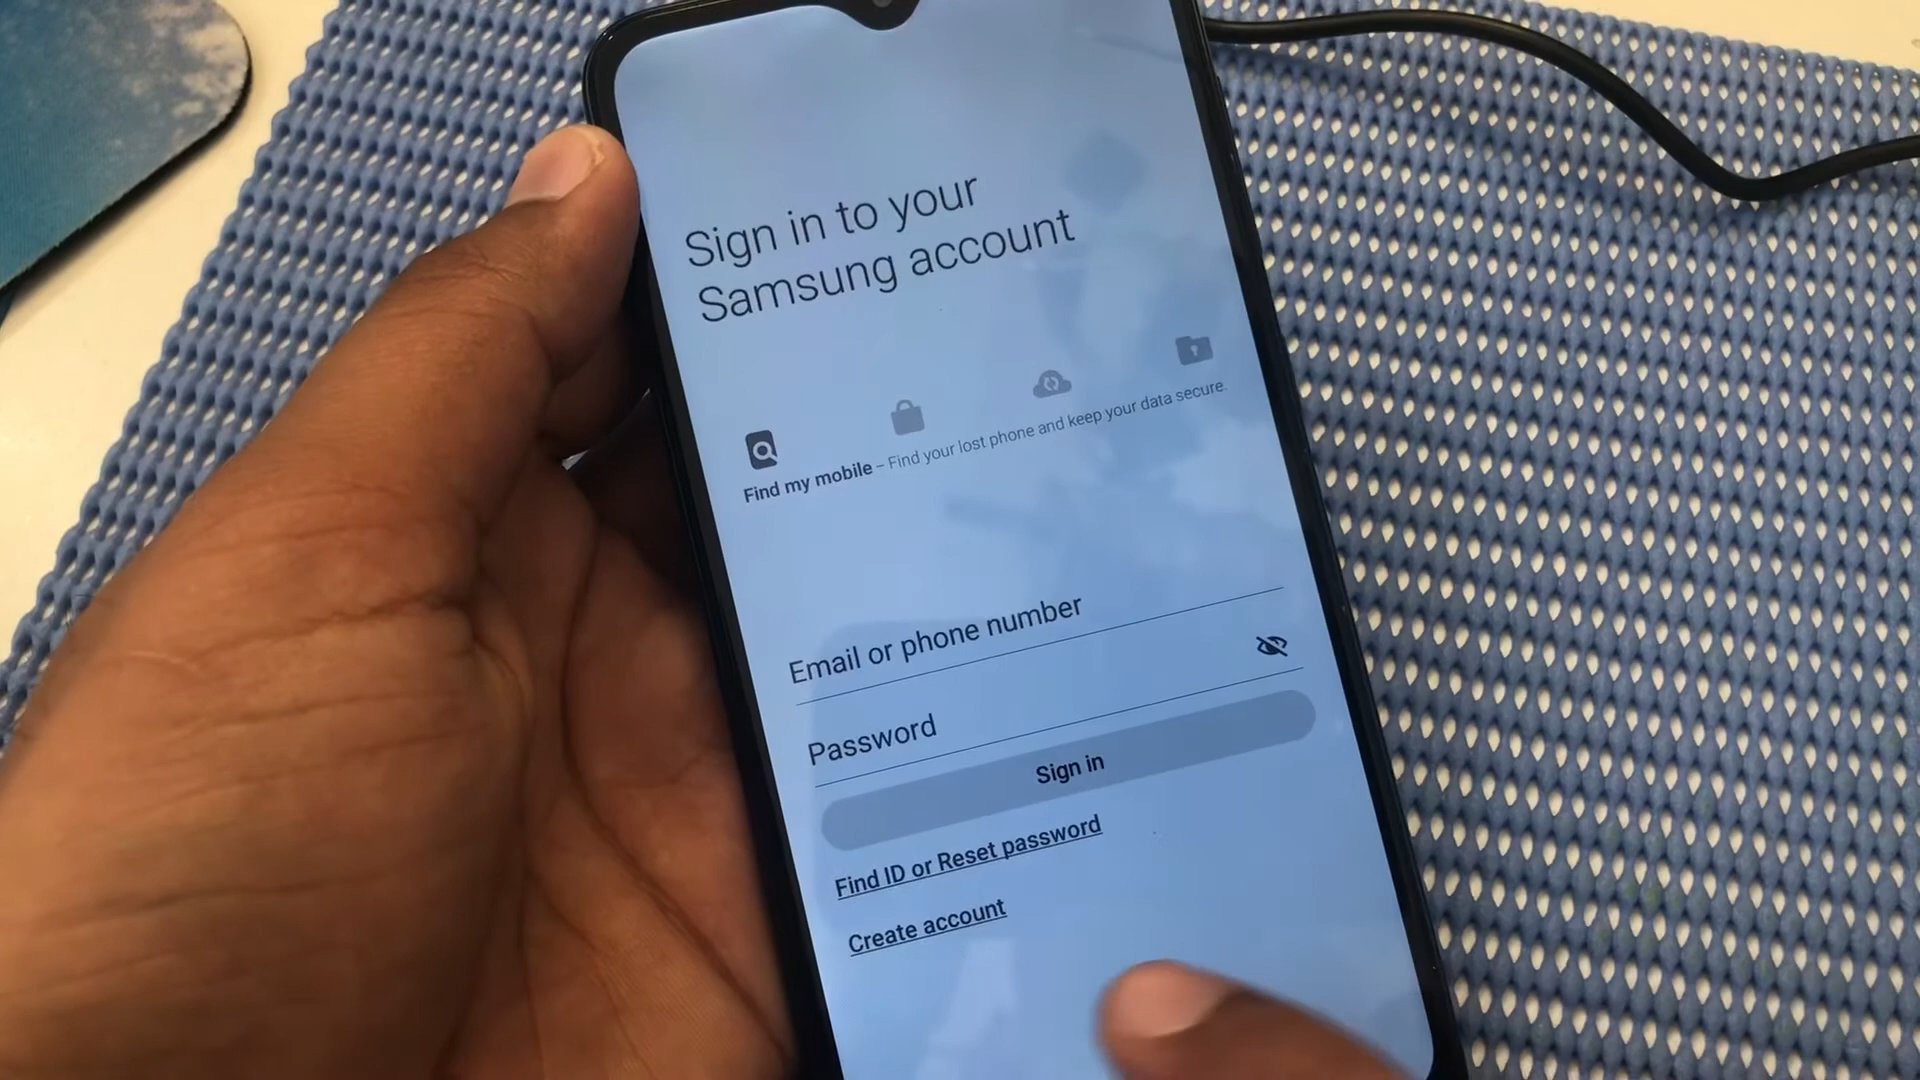 Sign in to your
Samsung account
Find my mobile – Find your lost phone and keep your data secure.
Email or phone number
Password
Sign in
Find ID or Reset password
Create account